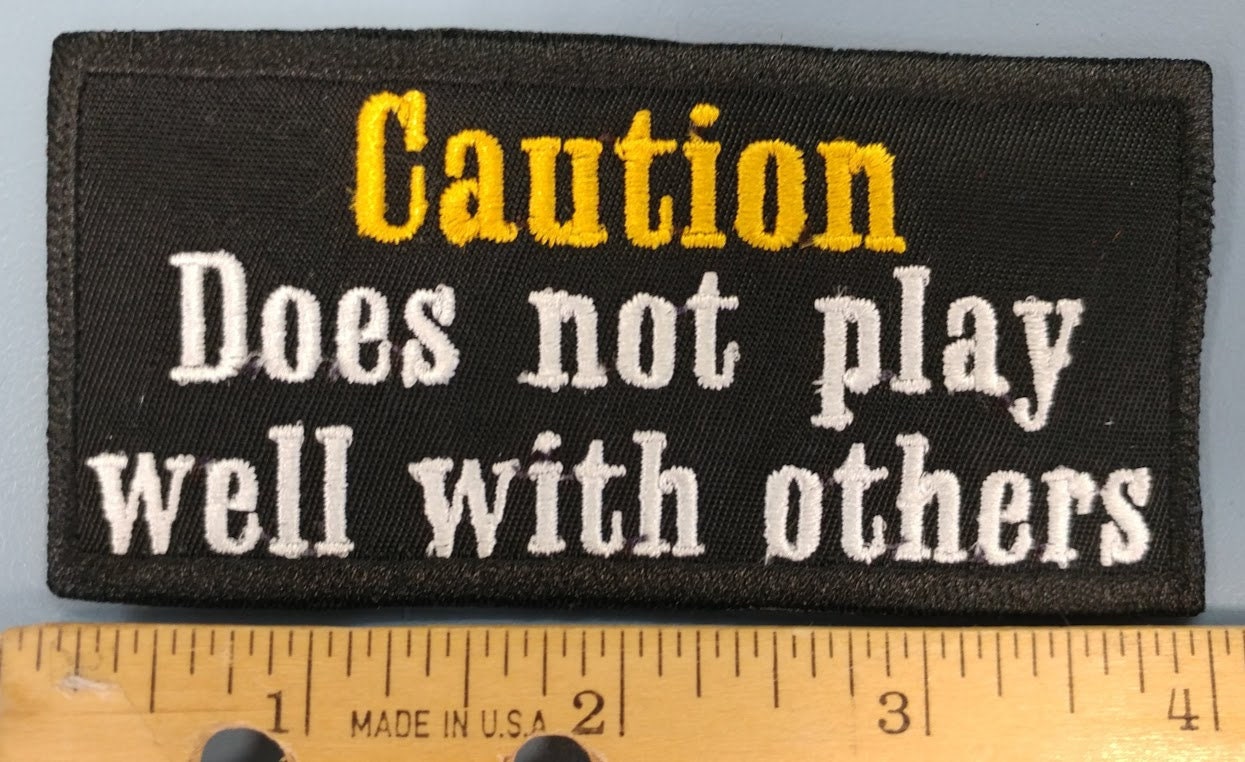 Caution
Does not play
well with others
1 MADE IN U.S.A 2 3 4